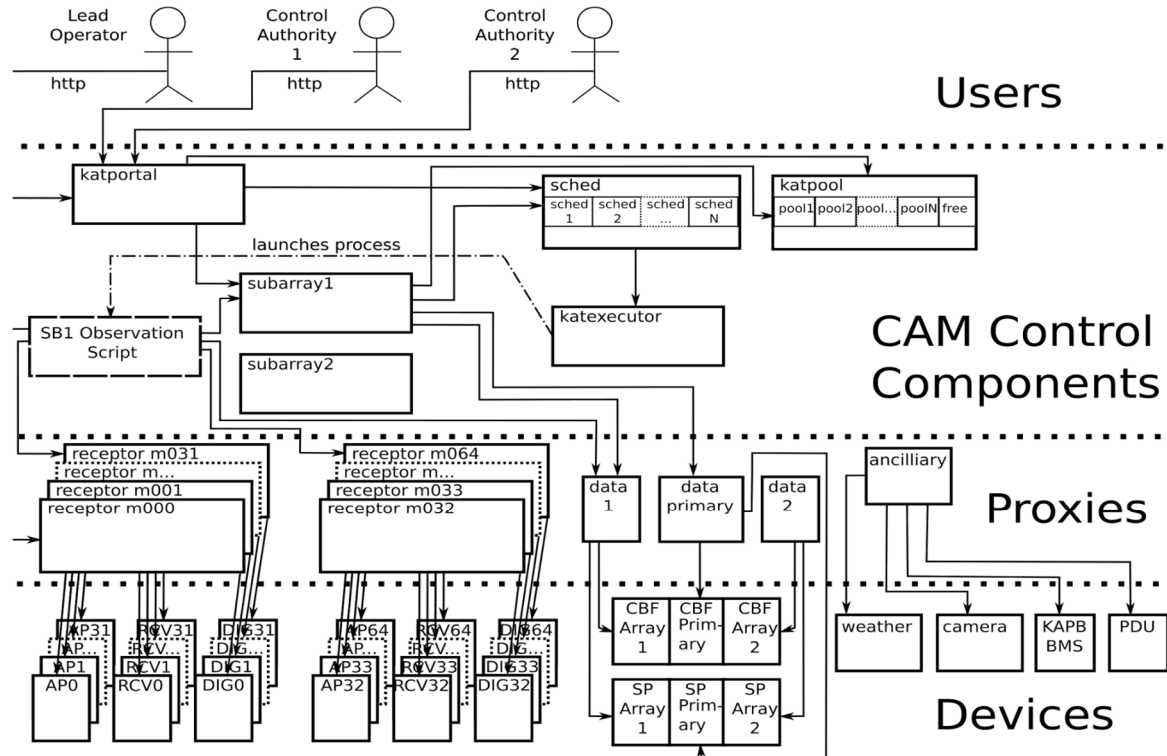 Lead
Operator
Control
Authority
1
Control
Authority
2
http
http
http
Users
katportal
sched
sched
1
sched
2
sched
...
sched
N
katpool
pool1
pool2
pool...
poolN
free
launches process
subarray1
SB1 Observation
Script
katexecutor
subarray2
CAM Control
Components
receptor m031
receptor m...
receptor m001
receptor m000
receptor m064
receptor m...
receptor m033
receptor m032
data
1
data
primary
data
2
ancilliary
Proxies
AP31
AP...
AP1
AP0
RCV31
RCV...
RCV1
RCV0
DIG31
DIG...
DIG1
DIG0
AP64
AP...
AP33
AP32
RCV64
RCV...
RCV33
RCV32
DIG64
DIG...
DIG33
DIG32
CBF
Array
1
CBF
Prim-
ary
CBF
Array
2
SP
Array
1
SP
Prim-
ary
SP
Array
2
weather
camera
KAPB
BMS
PDU
Devices